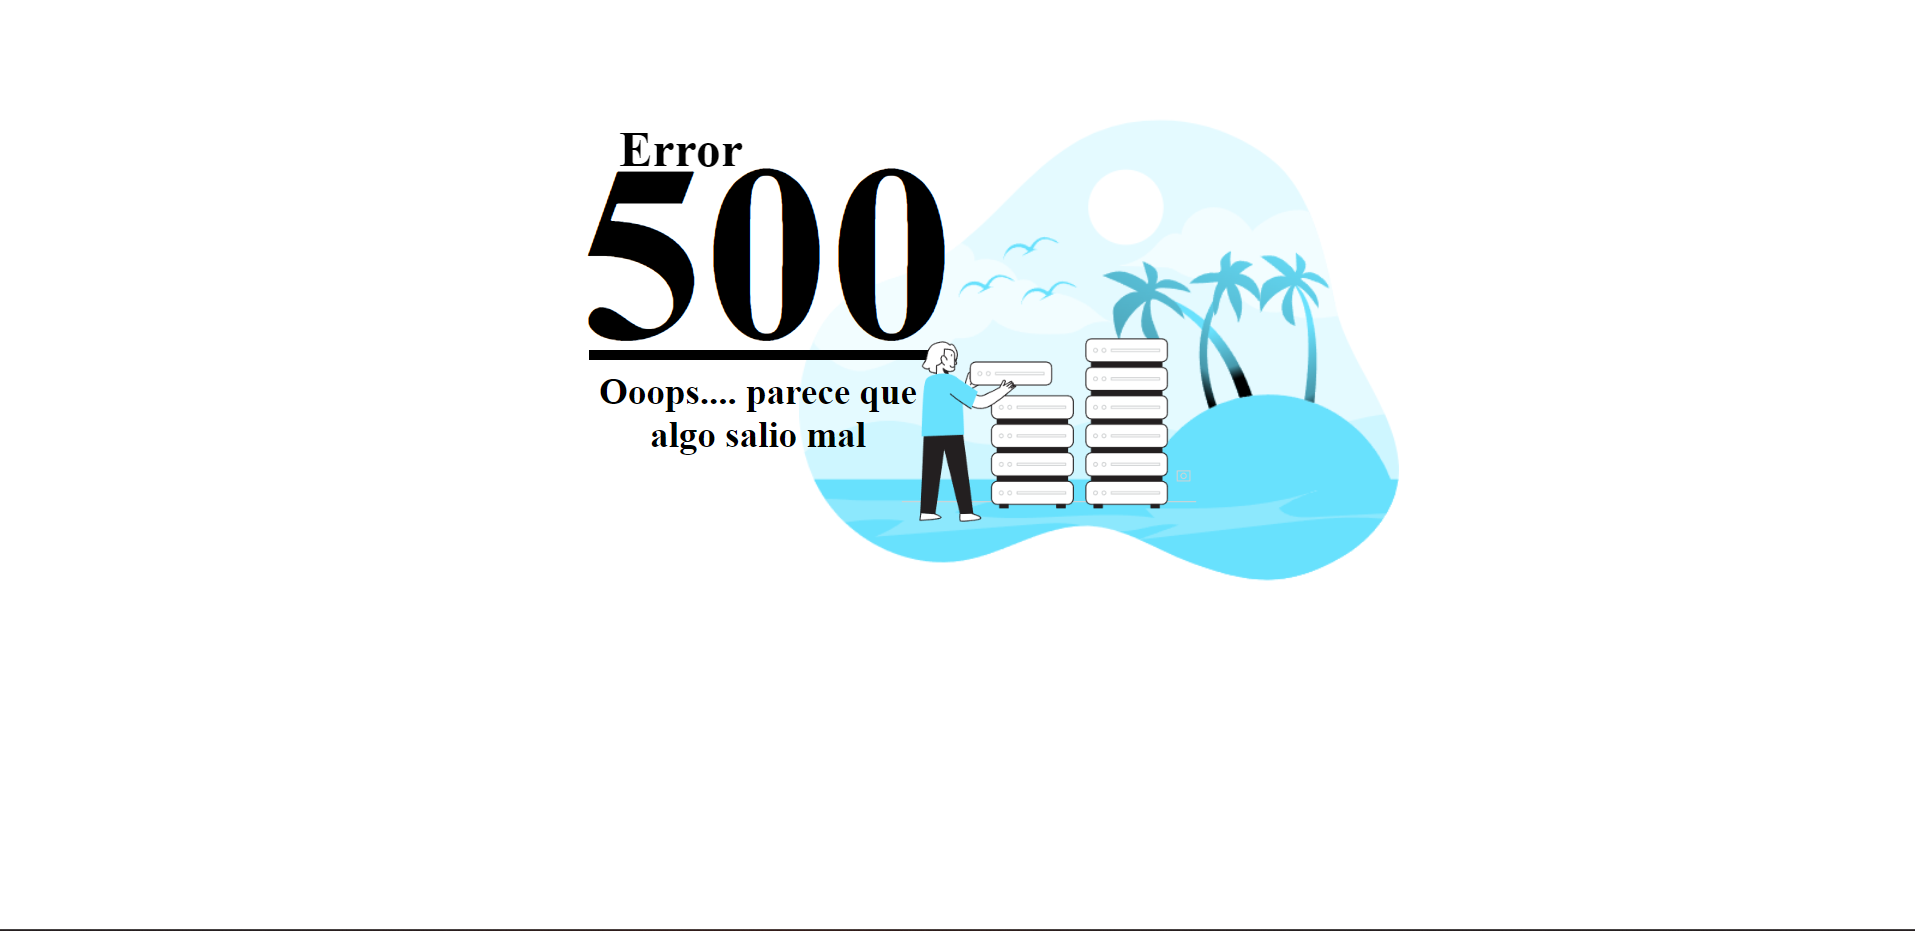 Error
500
Ooops.... parece que
algo salio mal